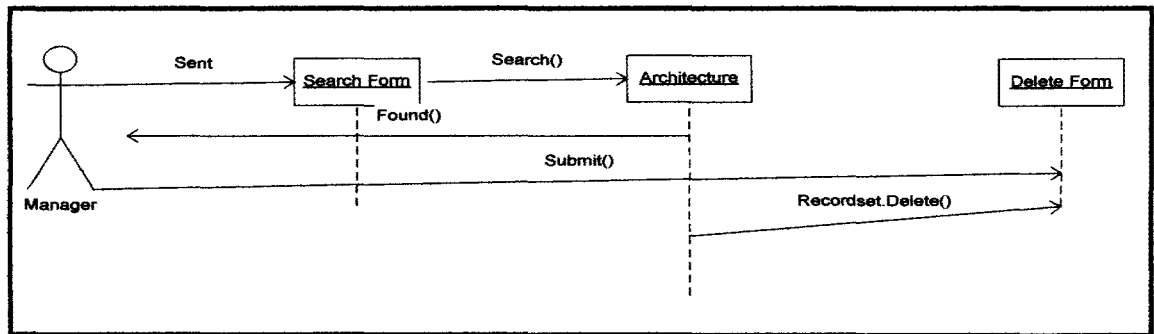 Sent
Search()
Search Form
Architecture
Delete Form
Found()
Submit()
Manager
Recordset.Delete()